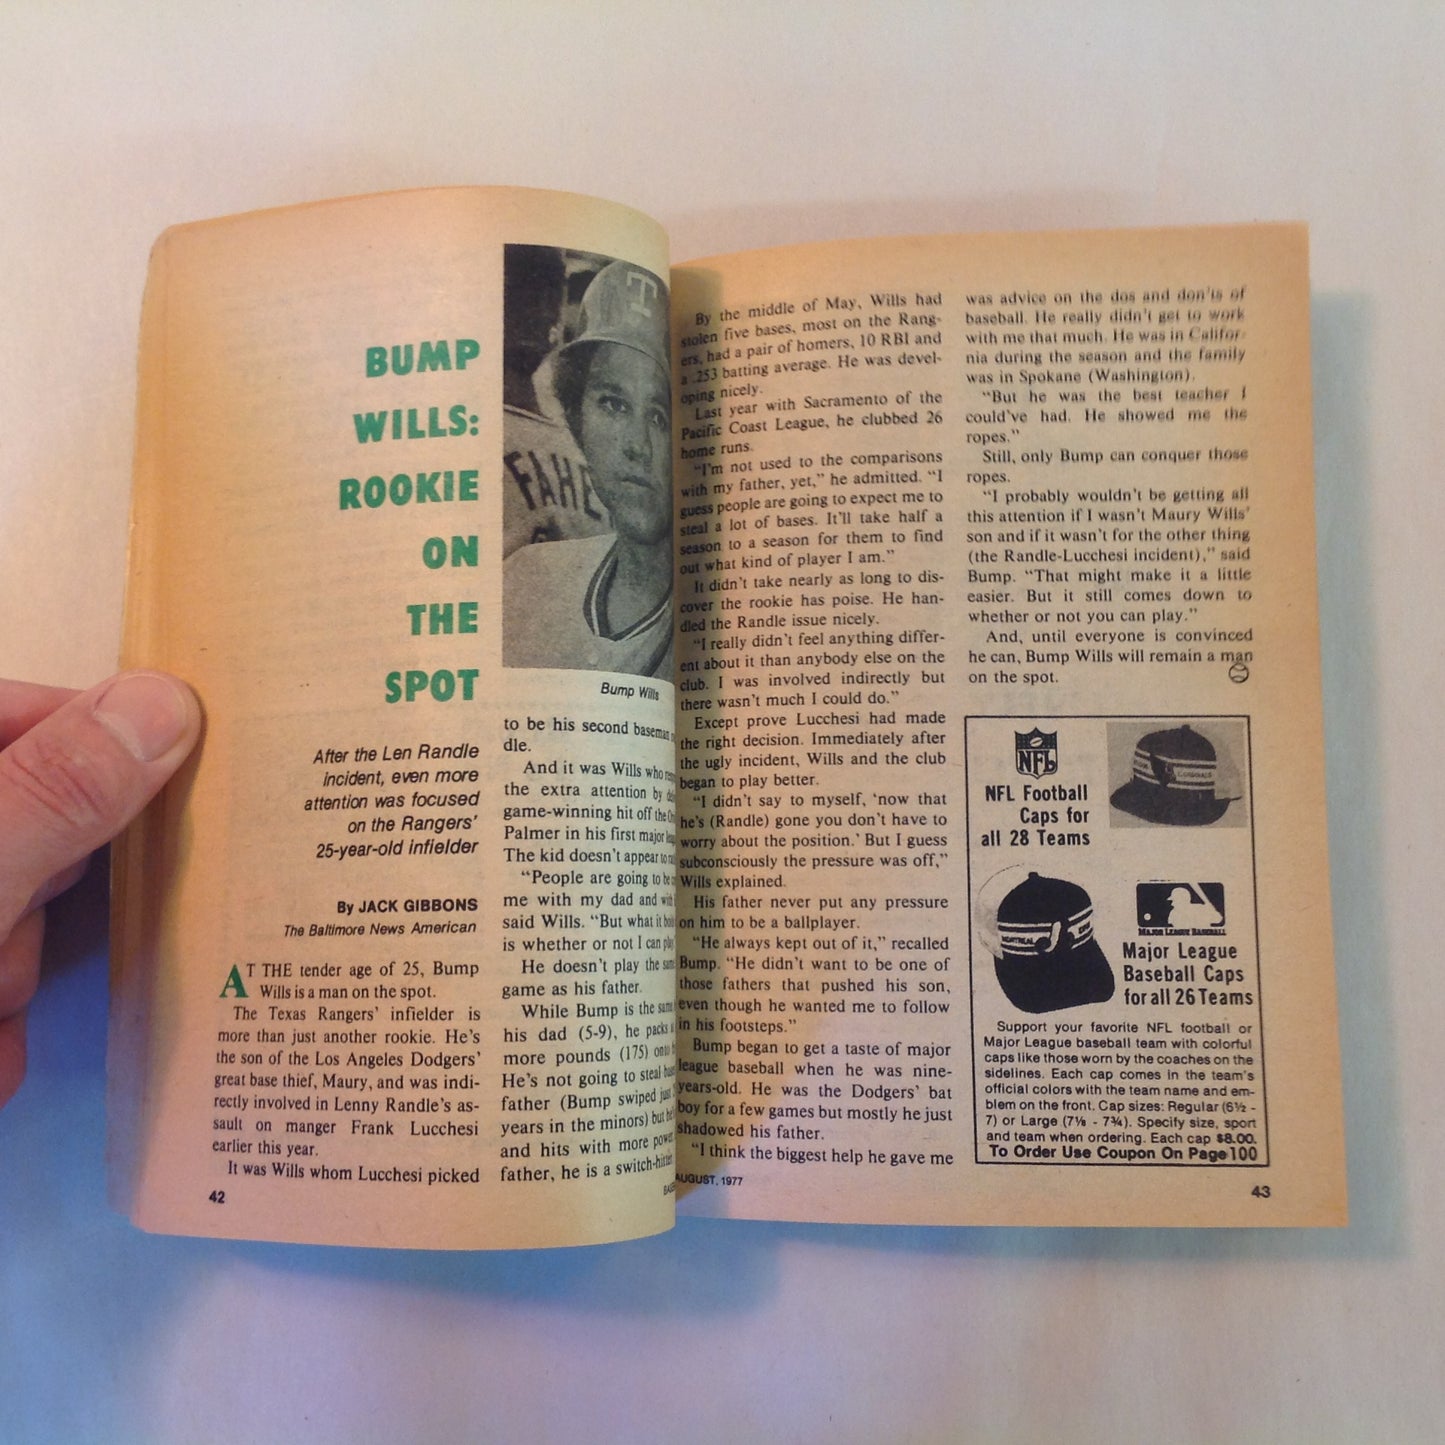 BUMP
WILLS:
ROOKIE
ON
THE
SPOT
After the Len Randle
incident, even more
attention was focused
on the Rangers'
25-year-old infielder
By JACK GIBBONS
The Baltimore News American
AT THE tender age of 25, Bump
Wills is a man on the spot.
The Texas Rangers' infielder is
more than just another rookie. He's
the son of the Los Angeles Dodgers'
great base thief, Maury, and was indi-
rectly involved in Lenny Randle's as-
sault on manger Frank Lucchesi
earlier this year.
It was Wills whom Lucchesi picked
42
T
FAHE
Bump Wills
to be his second baseman
dle.
And it was Wills who
the extra attention by
game-winning hit off the
Palmer in his first major
The kid doesn't appear to
"People are going to be
me with my dad and
said Wills. "But what it
is whether or not I can
He doesn't play the
game as his father.
While Bump is the same
his dad (5-9), he packs
more pounds (175)
He's not going to steal
father (Bump swiped just
years in the minors) but
and hits with more power
father, he is a switch-hitter
By the middle of May, Wills had
stolen five bases, most on the Rang-
ers, had a pair of homers, 10 RBI and
a .253 batting average. He was devel-
oping nicely.
Last year with Sacramento of the
Pacific Coast League, he clubbed 26
home runs.
"I'm not used to the comparisons
with my father, yet," he admitted. "I
guess people are going to expect me to
steal a lot of bases. It'll take half a
season to a season for them to find
out what kind of player I am."
It didn't take nearly as long to dis-
cover the rookie has poise. He han-
dled the Randle issue nicely.
"I really didn't feel anything differ-
ent about it than anybody else on the
club. I was involved indirectly but
there wasn't much I could do."
Except prove Lucchesi had made
the right decision. Immediately after
the ugly incident, Wills and the club
began to play better.
"I didn't say to myself, 'now that
he's (Randle) gone you don't have to
worry about the position.' But I guess
subconsciously the pressure was off,"
Wills explained.
His father never put any pressure
on him to be a ballplayer.
"He always kept out of it," recalled
Bump. "He didn't want to be one of
those fathers that pushed his son,
even though he wanted me to follow
in his footsteps."
Bump began to get a taste of major
league baseball when he was nine-
years-old. He was the Dodgers' bat
boy for a few games but mostly he just
shadowed his father.
"I think the biggest help he gave me
AUGUST, 1977
was advice on the dos and don'ts of
baseball. He really didn't get to work
with me that much. He was in Califor-
nia during the season and the family
was in Spokane (Washington).
"But he was the best teacher I
could've had. He showed me the
ropes."
Still, only Bump can conquer those
ropes.
"I probably wouldn't be getting all
this attention if I wasn't Maury Wills'
son and if it wasn't for the other thing
(the Randle-Lucchesi incident)," said
Bump. "That might make it a little
easier. But it still comes down to
whether or not you can play."
And, until everyone is convinced
he can, Bump Wills will remain a man
on the spot.
NFL
NFL Football
Caps for
all 28 Teams
CARDINALS
MONTREAL
MAJOR LEAGUE BASEBALL
Major League
Baseball Caps
for all 26 Teams
Support your favorite NFL football or
Major League baseball team with colorful
caps like those worn by the coaches on the
sidelines. Each cap comes in the team's
official colors with the team name and em-
blem on the front. Cap sizes: Regular (6½ -
7) or Large (7⅛ - 7¾). Specify size, sport
and team when ordering. Each cap $8.00.
To Order Use Coupon On Page 100
43